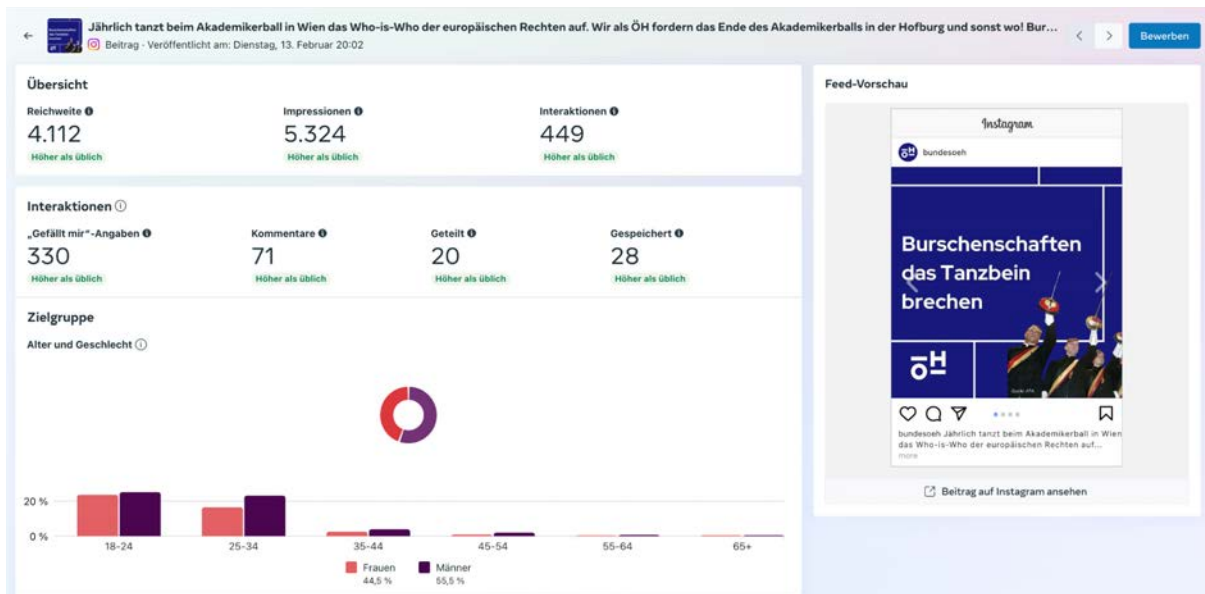 Jährlich tanzt beim Akademikerball in Wien das Who-is-Who der europäischen Rechten auf. Wir als ÖH fordern das Ende des Akademikerballs in der Hofburg und sonst wo! Bur...
Beitrag · Veröffentlicht am: Dienstag, 13. Februar 20:02
Bewerben
Übersicht
Reichweite
Impressionen
Interaktionen
4.112
5.324
449
Höher als üblich
Höher als üblich
Höher als üblich
Interaktionen
„Gefällt mir“-Angaben
Kommentare
Geteilt
Gespeichert
330
71
20
28
Höher als üblich
Höher als üblich
Höher als üblich
Höher als üblich
Zielgruppe
Alter und Geschlecht
20 %
0 %
18-24
25-34
35-44
45-54
55-64
65+
Frauen
44,5 %
Männer
55,5 %
Feed-Vorschau
Instagram
ōH
bundesoeh
Burschenschaften
das Tanzbein
brechen
ōH
bundesoeh Jährlich tanzt beim Akademikerball in Wien
das Who-is-Who der europäischen Rechten auf...
more
Beitrag auf Instagram ansehen